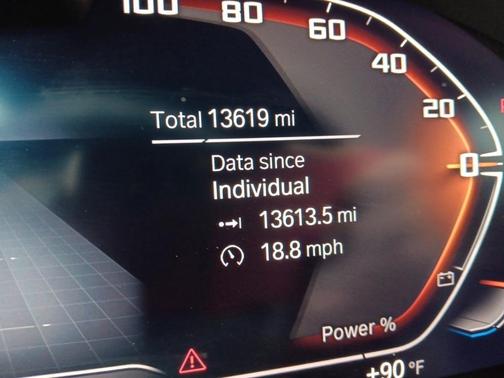 100 80 60 40 20 0
Total 13619 mi
Data since
Individual
13613.5 mi
18.8 mph
Power %
+90 °F